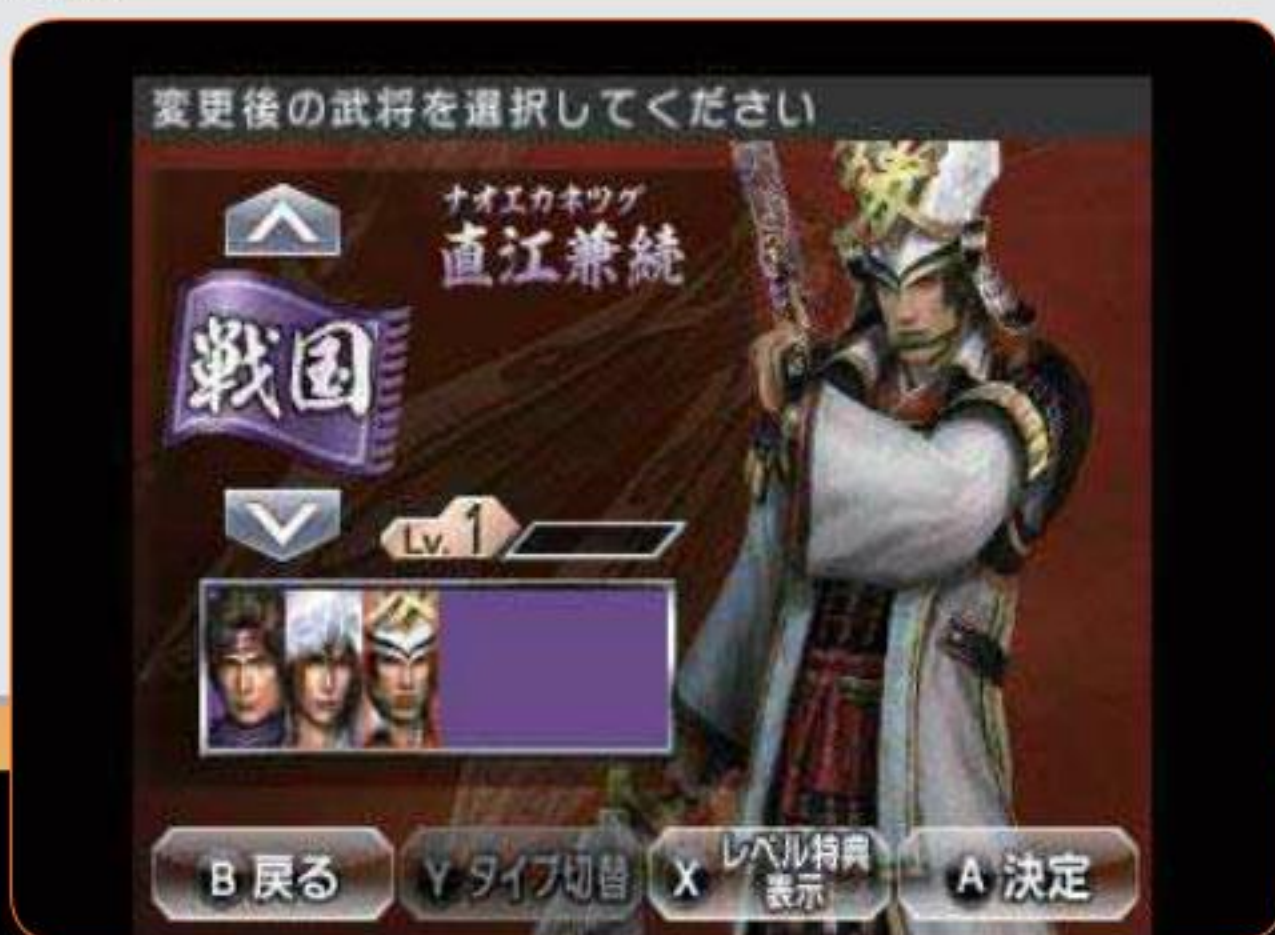 変更後の武将を選択してください
ナオエカネツグ
直江兼続
戦国
Lv. 1
B 戻る
Y タイプ切替
X レベル特典
表示
A 決定